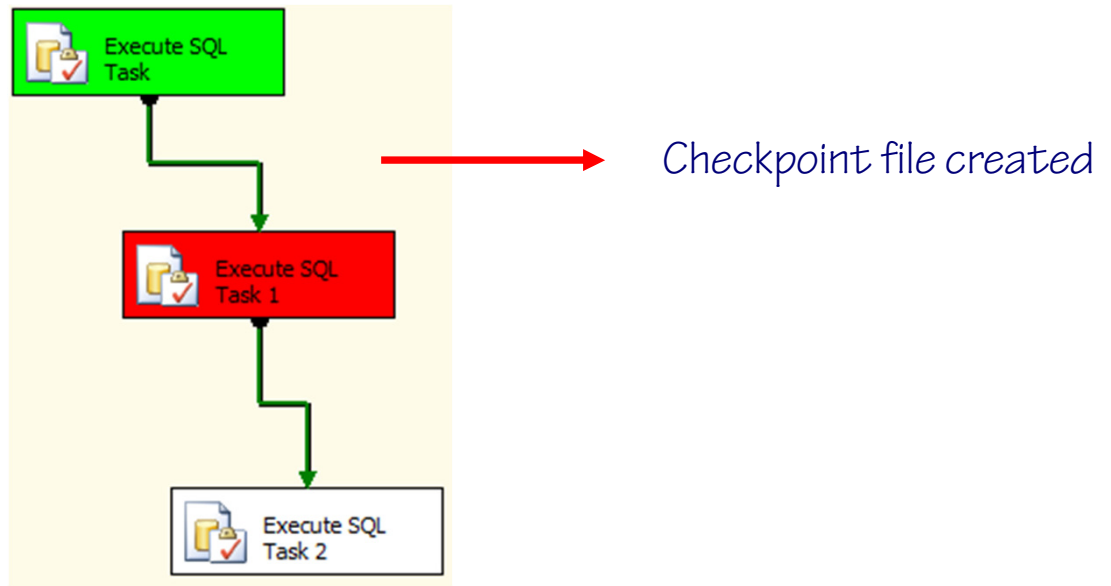 Execute SQL
Task
Checkpoint file created
Execute SQL
Task 1
Execute SQL
Task 2